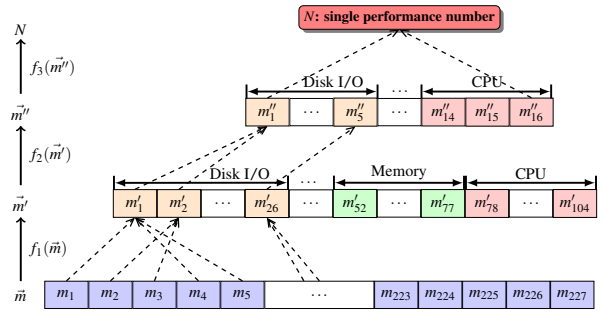 N
N: single performance number
f₃(m⃗″)
Disk I/O ⋯ CPU
m⃗″
m″₁ ⋯ m″₅ ⋯ m″₁₄ m″₁₅ m″₁₆
f₂(m⃗′)
Disk I/O ⋯ Memory CPU
m⃗′
m′₁ m′₂ ⋯ m′₂₆ ⋯ m′₅₂ ⋯ m′₇₇ m′₇₈ ⋯ m′₁₀₄
f₁(m⃗)
m⃗
m₁ m₂ m₃ m₄ m₅ ⋯ m₂₂₃ m₂₂₄ m₂₂₅ m₂₂₆ m₂₂₇